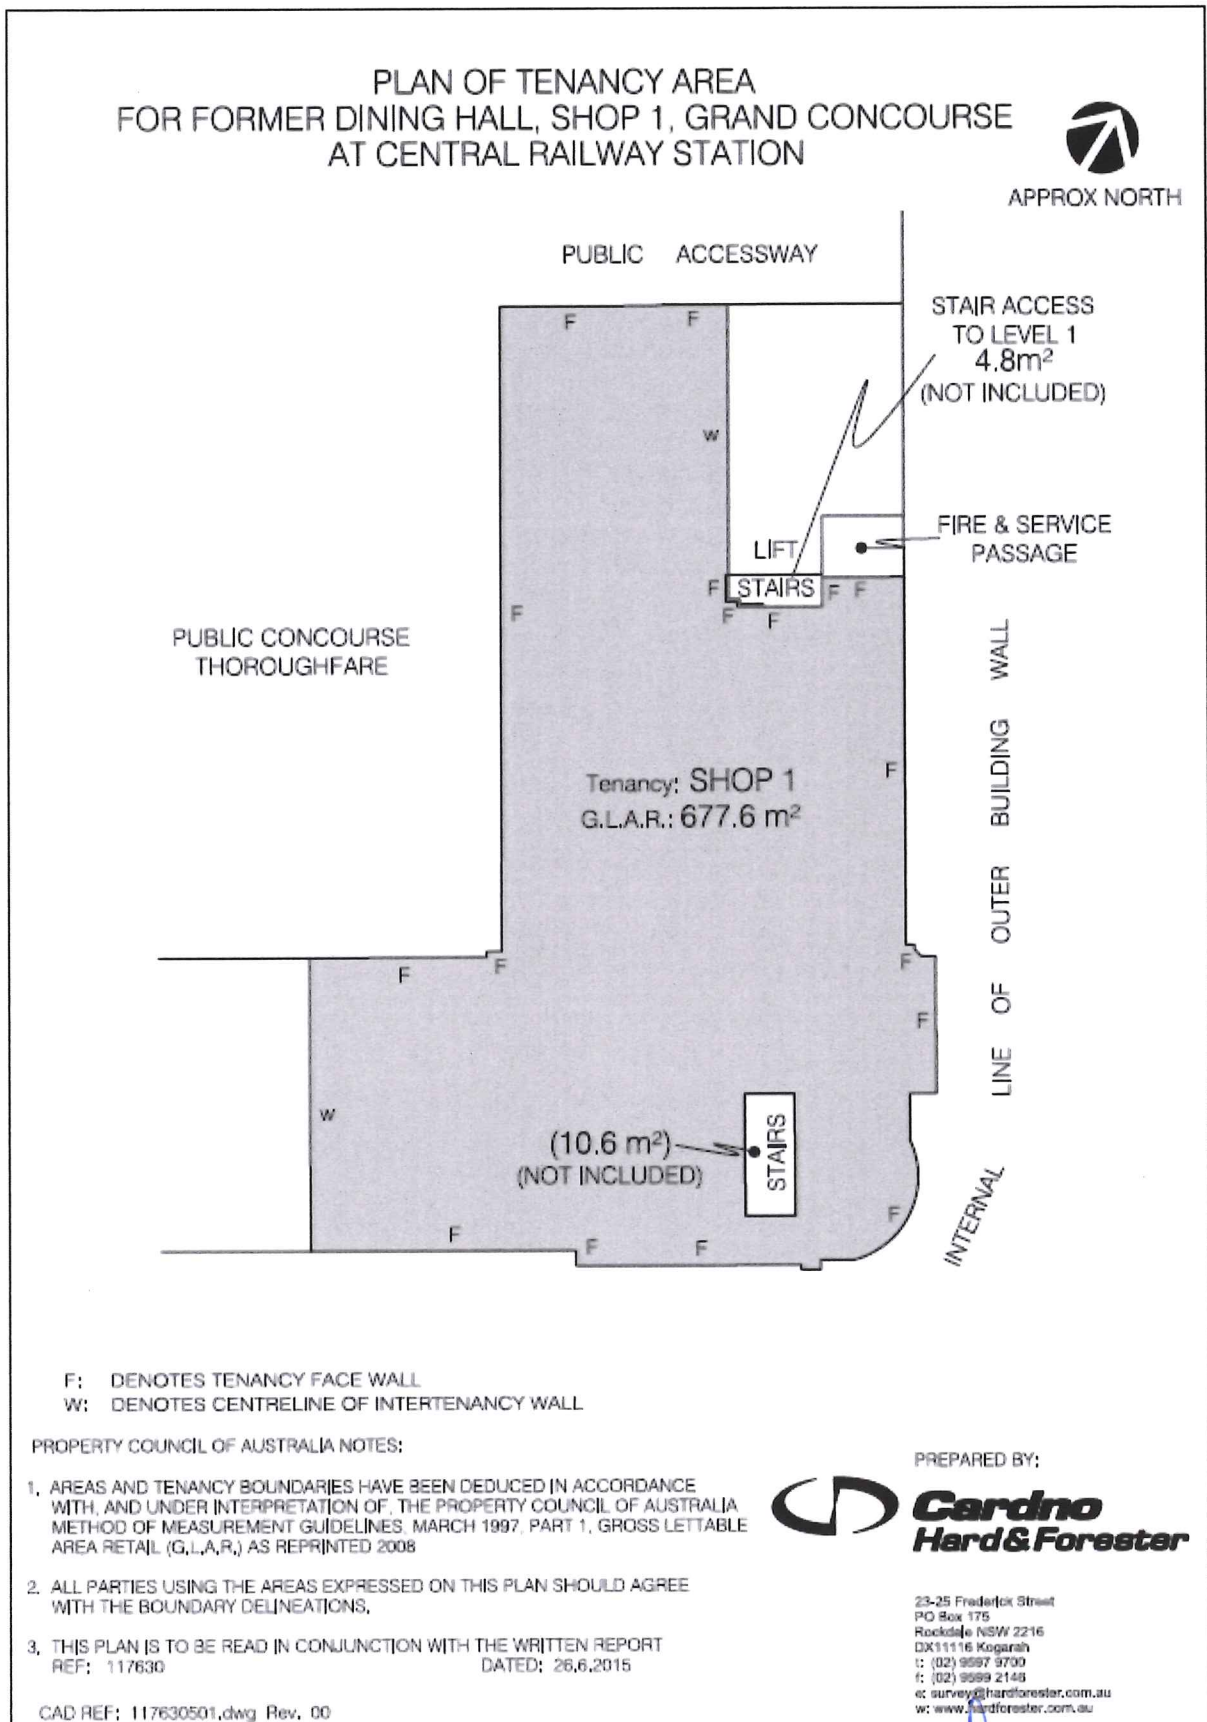 PLAN OF TENANCY AREA
FOR FORMER DINING HALL, SHOP 1, GRAND CONCOURSE
AT CENTRAL RAILWAY STATION
APPROX NORTH
PUBLIC ACCESSWAY
F
F
STAIR ACCESS
TO LEVEL 1
4.8m²
(NOT INCLUDED)
W
LIFT
FIRE & SERVICE
PASSAGE
F
STAIRS
F
F
F
F
F
PUBLIC CONCOURSE
THOROUGHFARE
Tenancy: SHOP 1
G.L.A.R.: 677.6 m²
F
INTERNAL LINE OF OUTER BUILDING WALL
F
F
F
F
W
(10.6 m²)
(NOT INCLUDED)
STAIRS
F
F
F
F
F: DENOTES TENANCY FACE WALL
W: DENOTES CENTRELINE OF INTERTENANCY WALL
PROPERTY COUNCIL OF AUSTRALIA NOTES:
1. AREAS AND TENANCY BOUNDARIES HAVE BEEN DEDUCED IN ACCORDANCE
WITH, AND UNDER INTERPRETATION OF, THE PROPERTY COUNCIL OF AUSTRALIA
METHOD OF MEASUREMENT GUIDELINES, MARCH 1997, PART 1, GROSS LETTABLE
AREA RETAIL (G.L.A.R.) AS REPRINTED 2008
2. ALL PARTIES USING THE AREAS EXPRESSED ON THIS PLAN SHOULD AGREE
WITH THE BOUNDARY DELINEATIONS.
3. THIS PLAN IS TO BE READ IN CONJUNCTION WITH THE WRITTEN REPORT
REF: 117630 DATED: 26.6.2015
CAD REF: 117630501.dwg Rev. 00
PREPARED BY:
Cardno
Hard & Forester
23-25 Frederick Street
PO Box 175
Rockdale NSW 2216
DX11116 Kogarah
t: (02) 9597 9700
f: (02) 9599 2146
e: survey@hardforester.com.au
w: www.hardforester.com.au